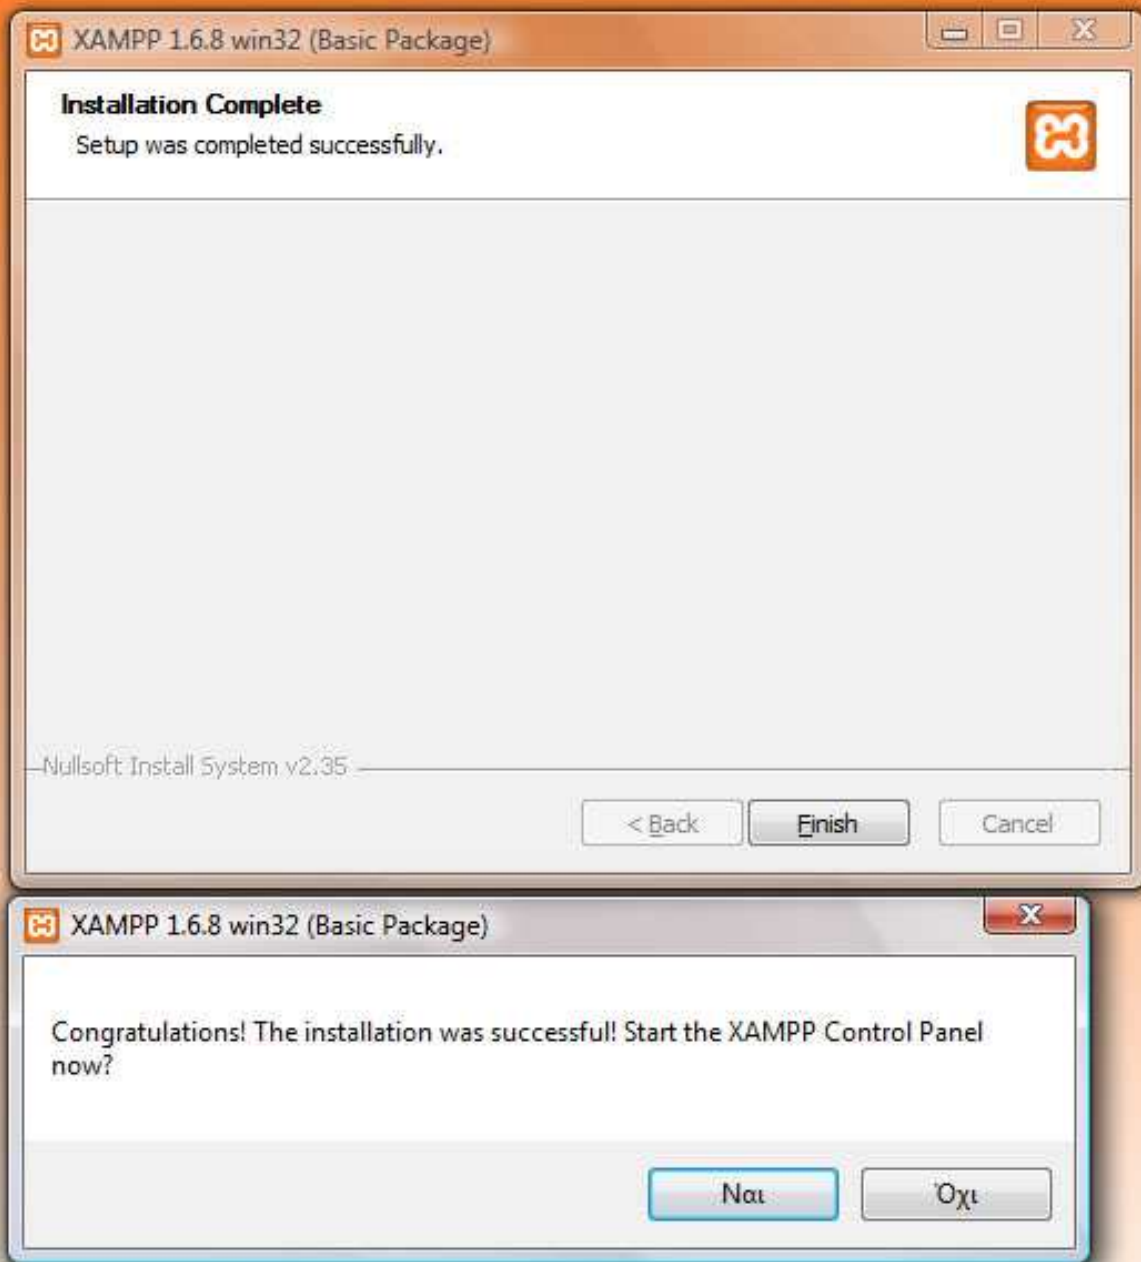 XAMPP 1.6.8 win32 (Basic Package)
Installation Complete
Setup was completed successfully.
Nullsoft Install System v2.35
< Back Finish Cancel
XAMPP 1.6.8 win32 (Basic Package)
Congratulations! The installation was successful! Start the XAMPP Control Panel
now?
Ναι Όχι